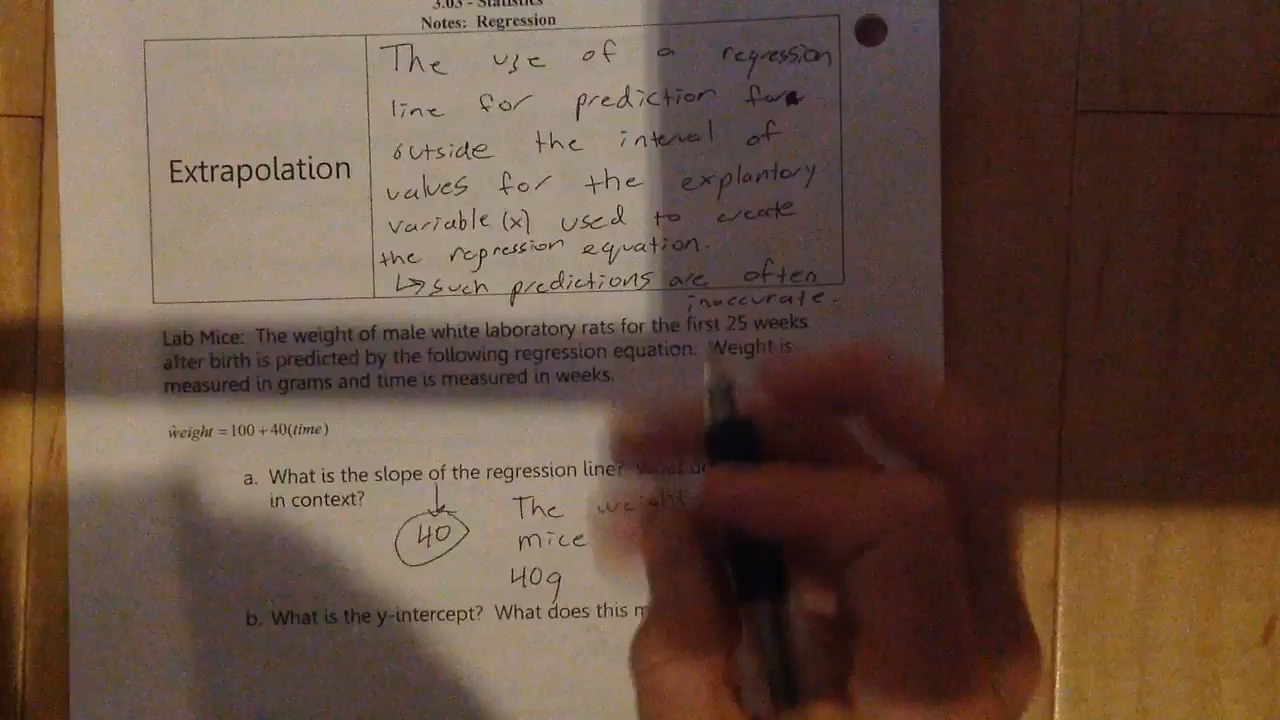 3.03 - Statistics
Notes: Regression
Extrapolation
The use of a regression
line for prediction
outside the interval of
values for the explantory
variable (x) used to create
the regression equation.
↳ such predictions are often
inaccurate.
Lab Mice: The weight of male white laboratory rats for the first 25 weeks
after birth is predicted by the following regression equation. Weight is
measured in grams and time is measured in weeks.
ŵeight = 100 + 40(time)
a. What is the slope of the regression line? What
in context?
40
The weight
mice
40g
b. What is the y-intercept? What does this